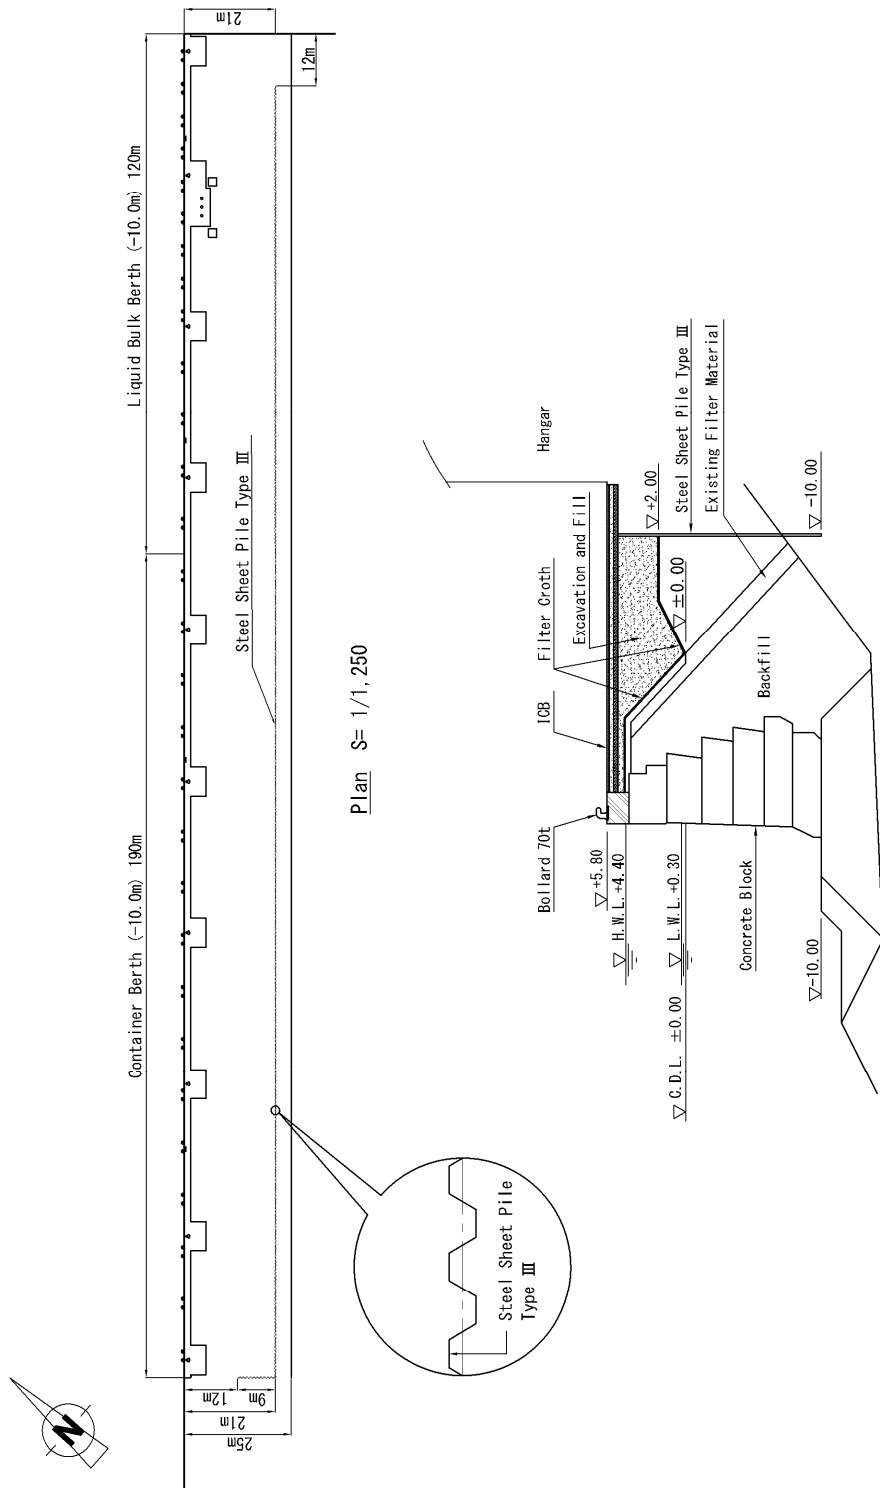 Container Berth (-10.0m) 190m
Liquid Bulk Berth (-10.0m) 120m
12m
9m
21m
25m
21m
12m
Steel Sheet Pile Type Ⅲ
N
Plan S= 1/1,250
Steel Sheet Pile
Type Ⅲ
Bollard 70t
ICB
Filter Croth
Excavation and Fill
Hangar
▽+5.80
▽ H.W.L.+4.40
▽ L.W.L.+0.30
▽ C.D.L. ±0.00
Concrete Block
▽-10.00
Backfill
▽±0.00
▽+2.00
Steel Sheet Pile Type Ⅲ
Existing Filter Material
▽-10.00